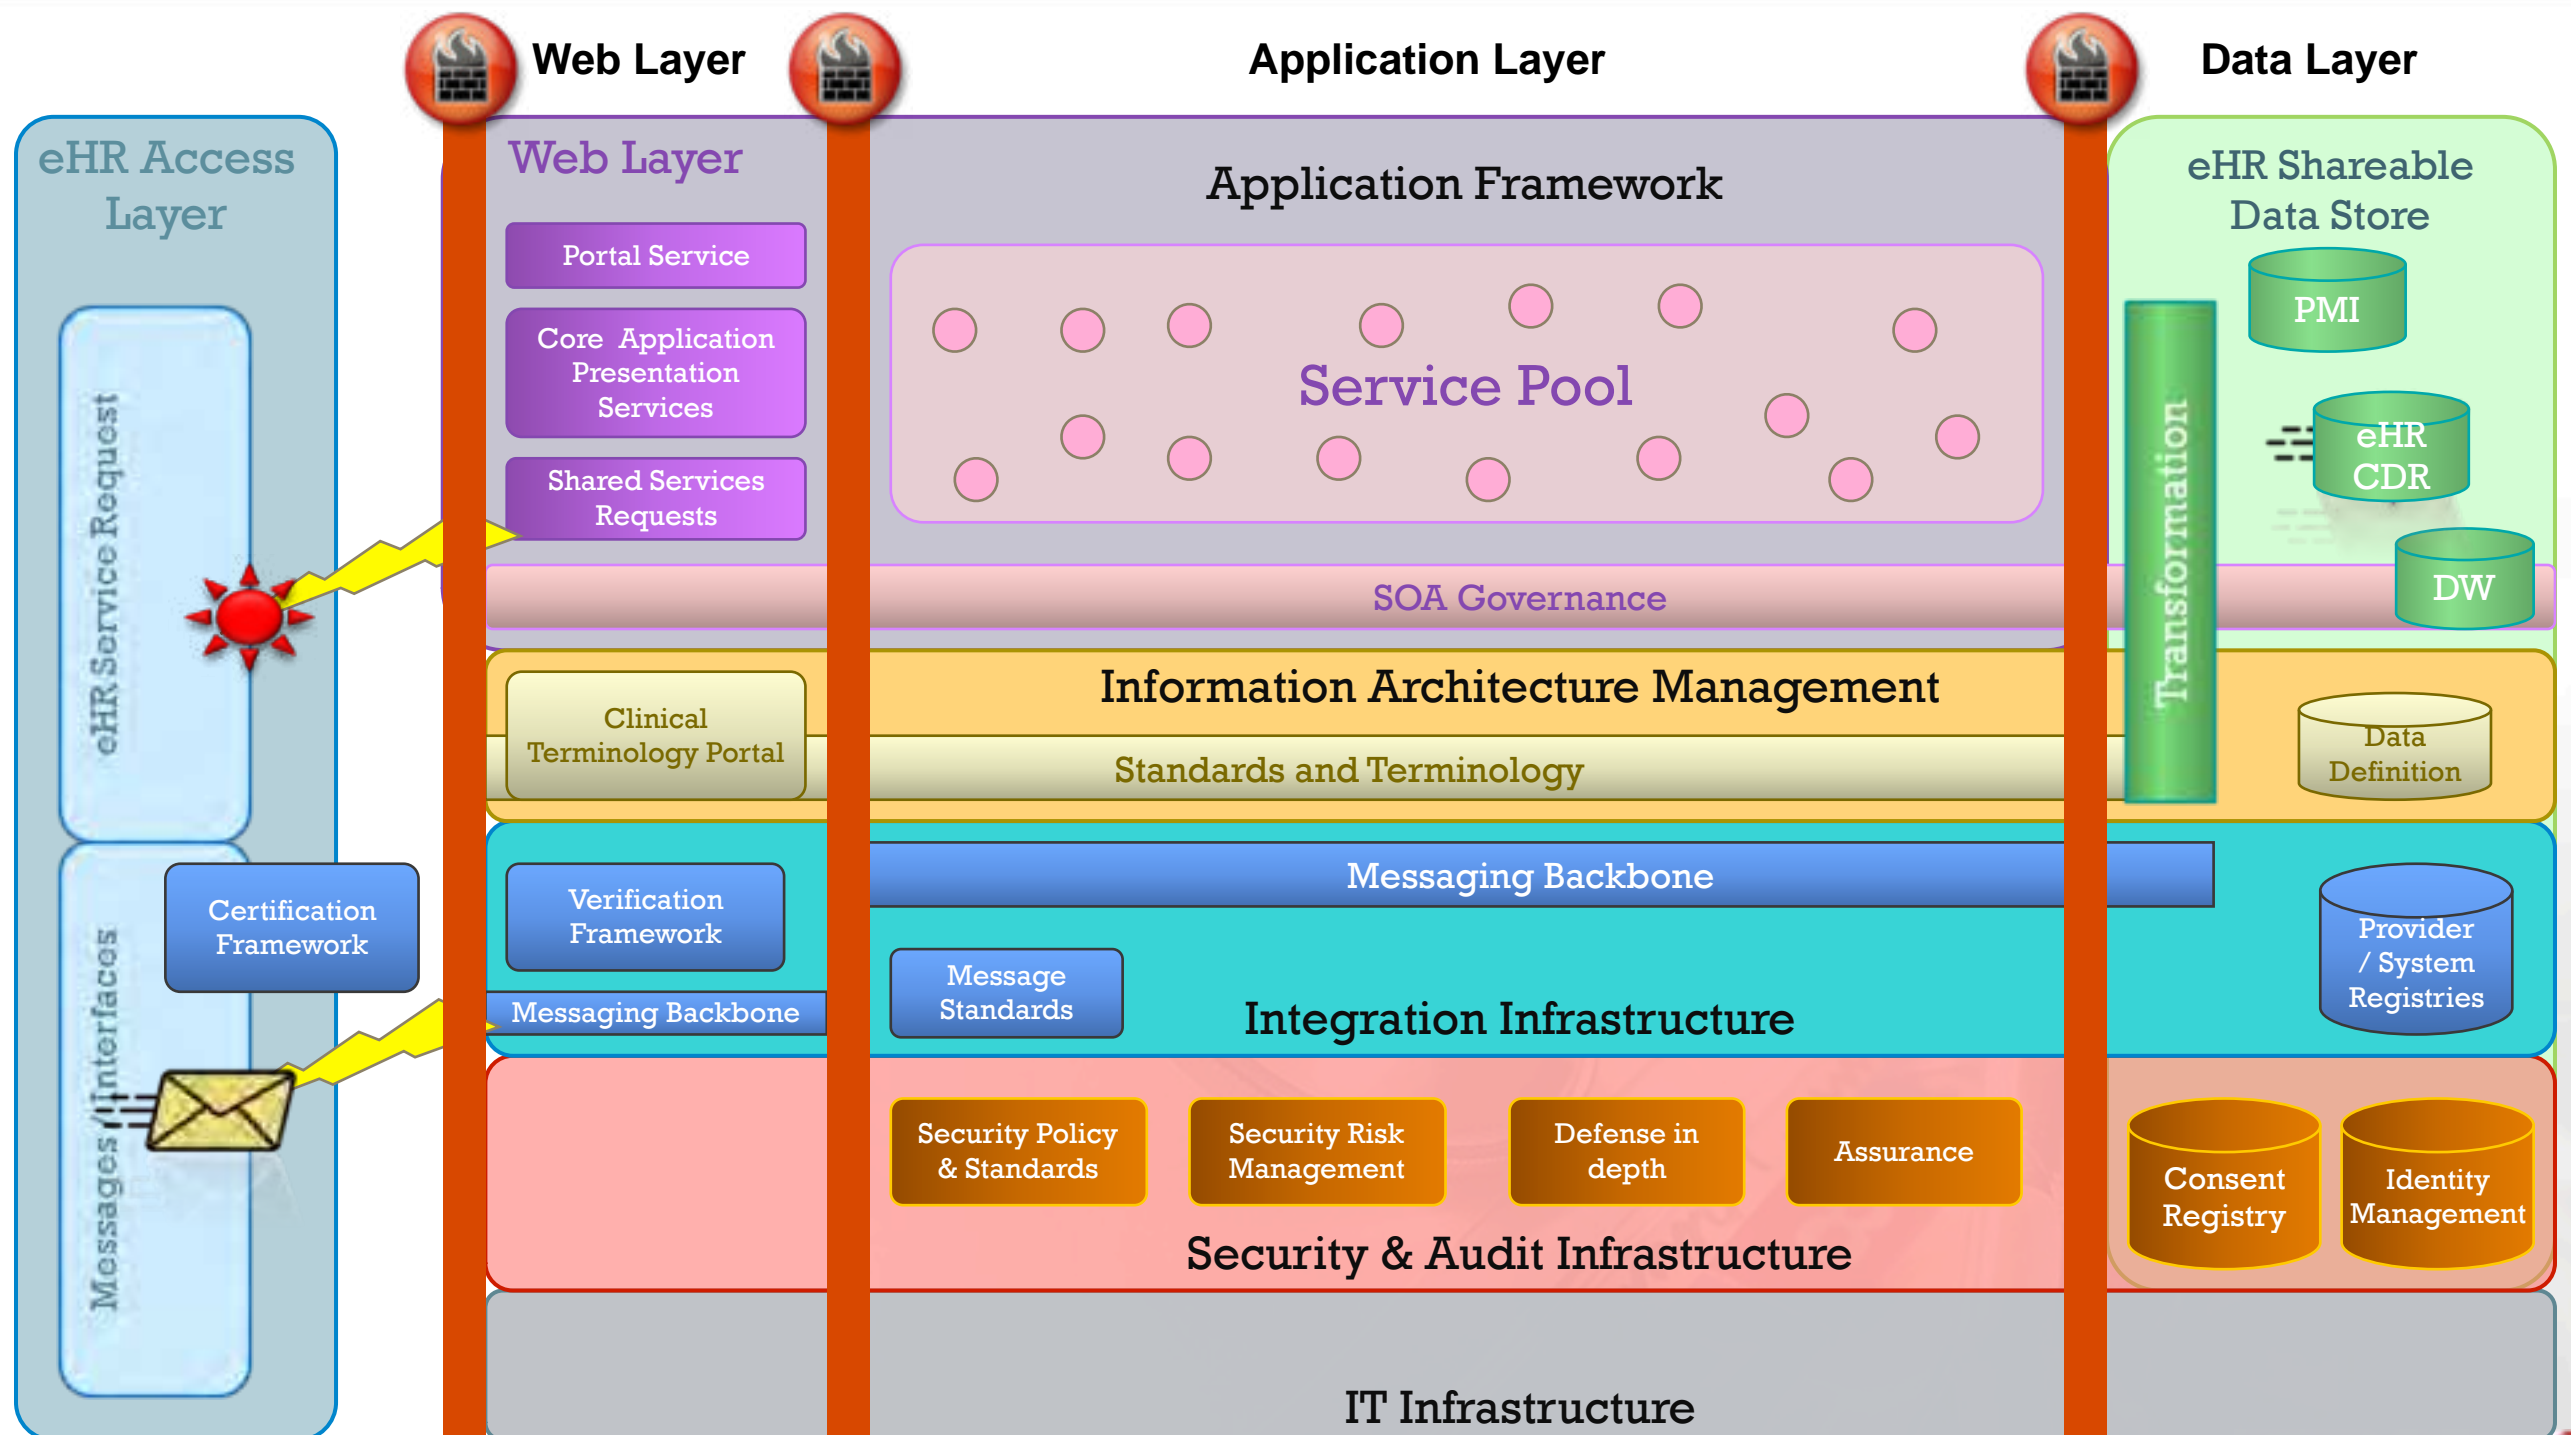 Web Layer
Application Layer
Data Layer
eHR Access
Layer
eHR Service Request
Messages / Interfaces
Certification
Framework
Web Layer
Portal Service
Core Application
Presentation
Services
Shared Services
Requests
Application Framework
Service Pool
SOA Governance
eHR Shareable
Data Store
PMI
eHR
CDR
DW
Transformation
Information Architecture Management
Clinical
Terminology Portal
Standards and Terminology
Data
Definition
Verification
Framework
Messaging Backbone
Messaging Backbone
Message
Standards
Integration Infrastructure
Provider
/ System
Registries
Security Policy
& Standards
Security Risk
Management
Defense in
depth
Assurance
Security & Audit Infrastructure
Consent
Registry
Identity
Management
IT Infrastructure